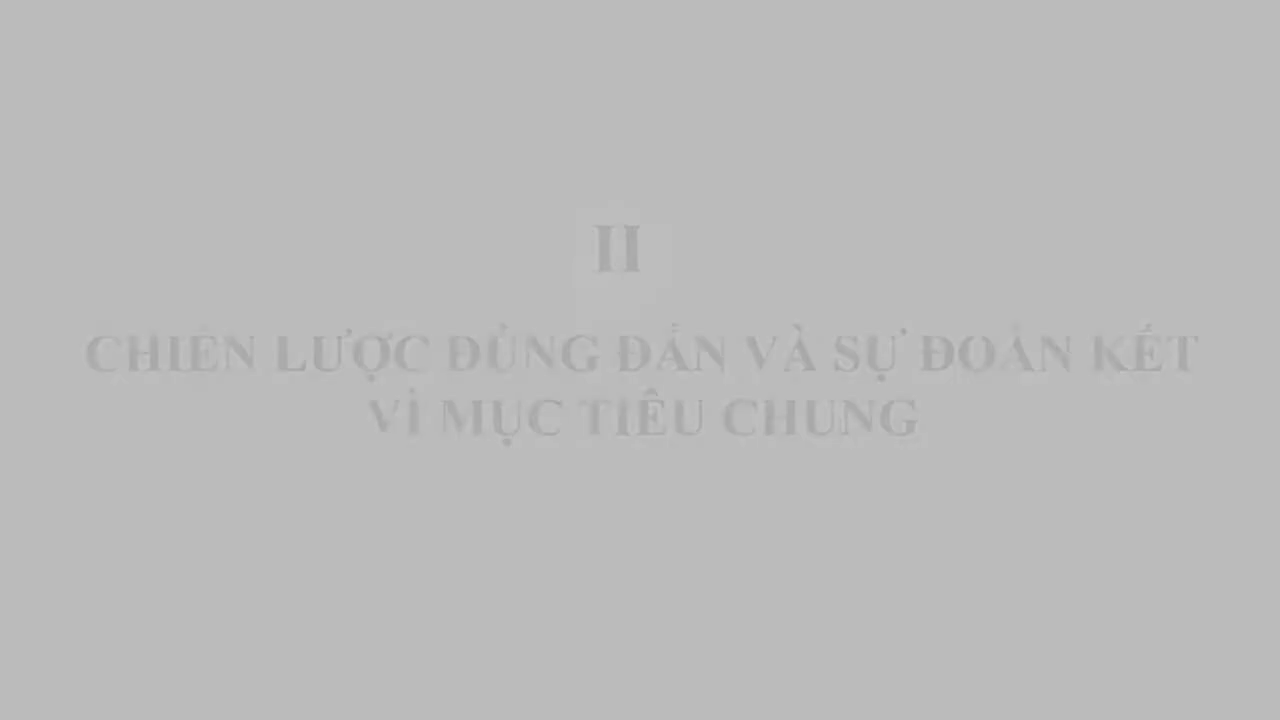 II
CHIẾN LƯỢC ĐÚNG ĐẮN VÀ SỰ ĐOÀN KẾT
VÌ MỤC TIÊU CHUNG